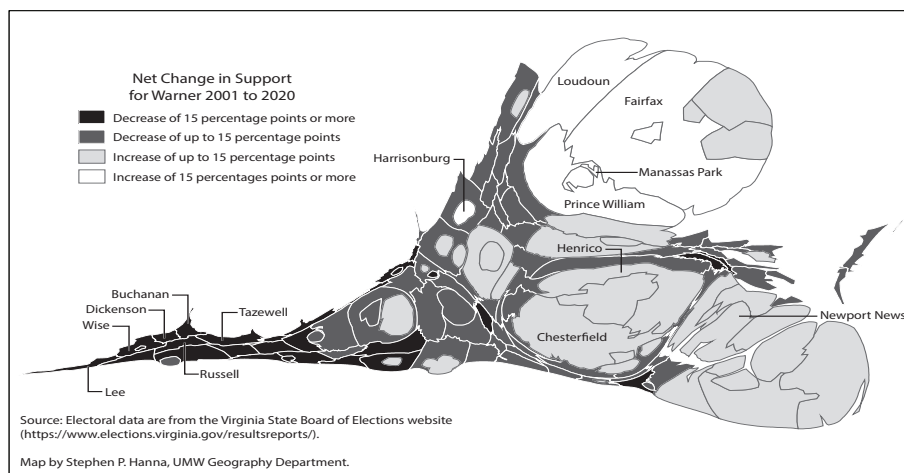 Net Change in Support
for Warner 2001 to 2020
Decrease of 15 percentage points or more
Decrease of up to 15 percentage points
Increase of up to 15 percentage points
Increase of 15 percentages points or more
Loudoun
Fairfax
Harrisonburg
Manassas Park
Prince William
Henrico
Buchanan
Dickenson
Tazewell
Wise
Newport News
Chesterfield
Russell
Lee
Source: Electoral data are from the Virginia State Board of Elections website
(https://www.elections.virginia.gov/resultsreports/).
Map by Stephen P. Hanna, UMW Geography Department.